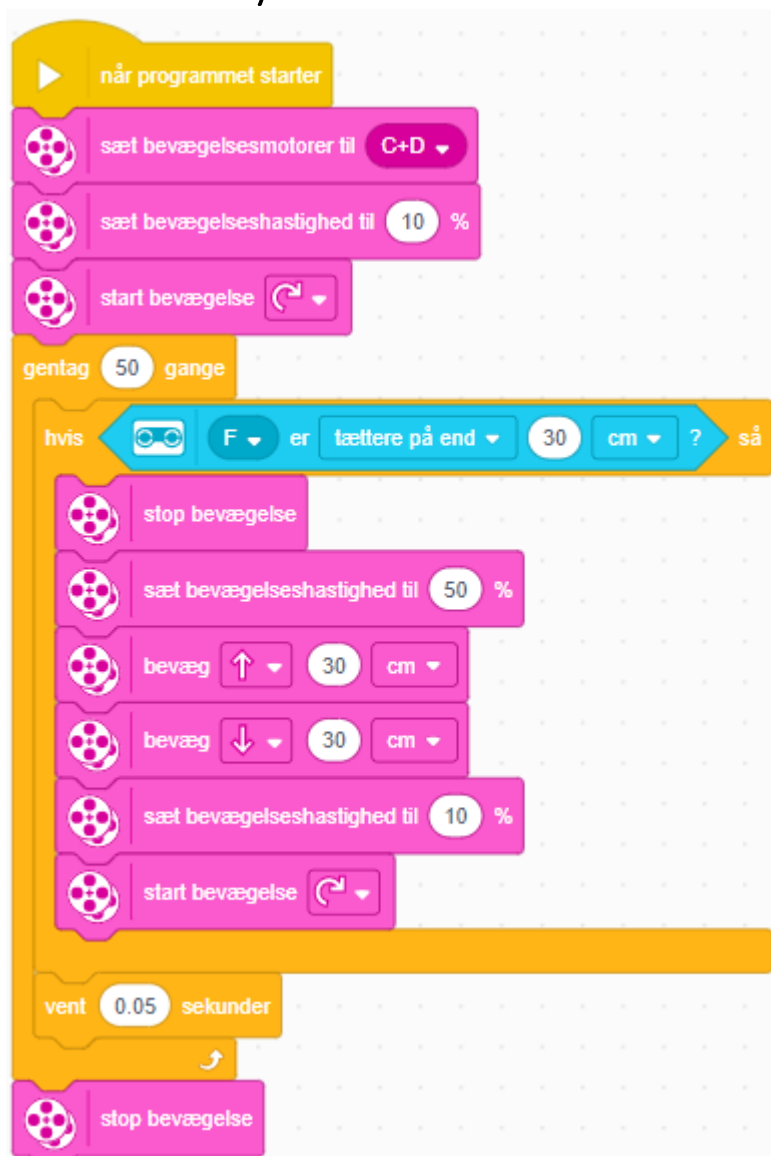 når programmet starter
sæt bevægelsesmotorer til C+D
sæt bevægelseshastighed til 10 %
start bevægelse
gentag 50 gange
hvis F er tættere på end 30 cm ? så
stop bevægelse
sæt bevægelseshastighed til 50 %
bevæg 30 cm
bevæg 30 cm
sæt bevægelseshastighed til 10 %
start bevægelse
vent 0.05 sekunder
stop bevægelse